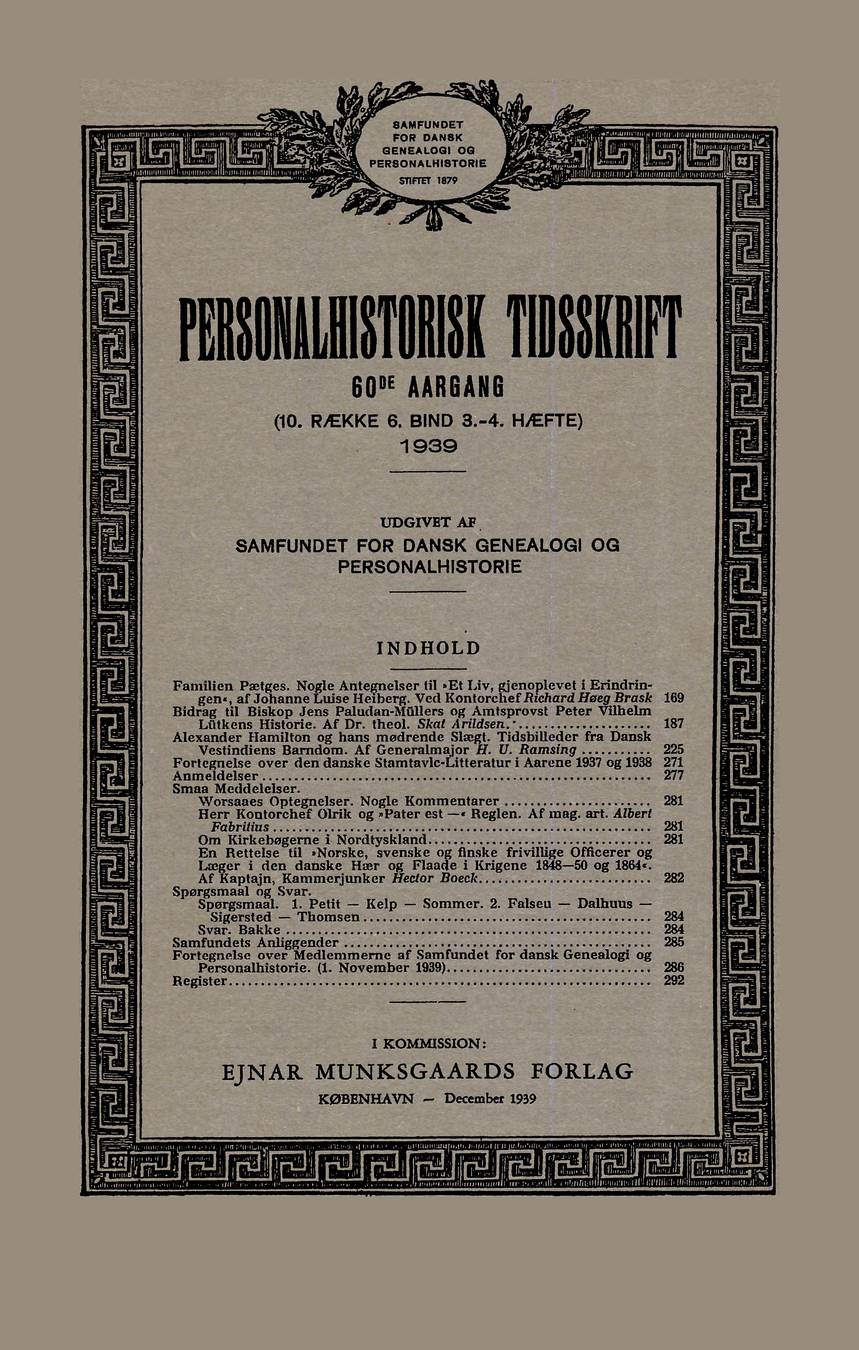 SAMFUNDET
FOR DANSK
GENEALOGI OG
PERSONALHISTORIE
STIFTET 1879
PERSONALHISTORISK TIDSSKRIFT
60DE AARGANG
(10. RÆKKE 6. BIND 3.-4. HÆFTE)
1939
UDGIVET AF
SAMFUNDET FOR DANSK GENEALOGI OG
PERSONALHISTORIE
INDHOLD
Familien Pætges. Nogle Antegnelser til »Et Liv, gjenoplevet i Erindrin-
gen«, af Johanne Luise Heiberg. Ved Kontorchef Richard Høeg Brask 169
Bidrag til Biskop Jens Paludan-Müllers og Amtsprovst Peter Vilhelm
Lütkens Historie. Af Dr. theol. Skat Arildsen. .................... 187
Alexander Hamilton og hans mødrende Slægt. Tidsbilleder fra Dansk
Vestindiens Barndom. Af Generalmajor H. U. Ramsing ........... 225
Fortegnelse over den danske Stamtavle-Litteratur i Aarene 1937 og 1938 271
Anmeldelser .......................................................... 277
Smaa Meddelelser.
Worsaaes Optegnelser. Nogle Kommentarer ....................... 281
Herr Kontorchef Olrik og »Pater est —« Reglen. Af mag. art. Albert
Fabritius ........................................................... 281
Om Kirkebøgerne i Nordtyskland................................... 281
En Rettelse til »Norske, svenske og finske frivillige Officerer og
Læger i den danske Hær og Flaade i Krigene 1848—50 og 1864«.
Af Kaptajn, Kammerjunker Hector Boeck.......................... 282
Spørgsmaal og Svar.
Spørgsmaal. 1. Petit — Kelp — Sommer. 2. Falsen — Dalhuus —
Sigersted — Thomsen ............................................. 284
Svar. Bakke ....................................................... 284
Samfundets Anliggender .............................................. 285
Fortegnelse over Medlemmerne af Samfundet for dansk Genealogi og
Personalhistorie. (1. November 1939)............................... 286
Register............................................................... 292
I KOMMISSION:
EJNAR MUNKSGAARDS FORLAG
KØBENHAVN — December 1939